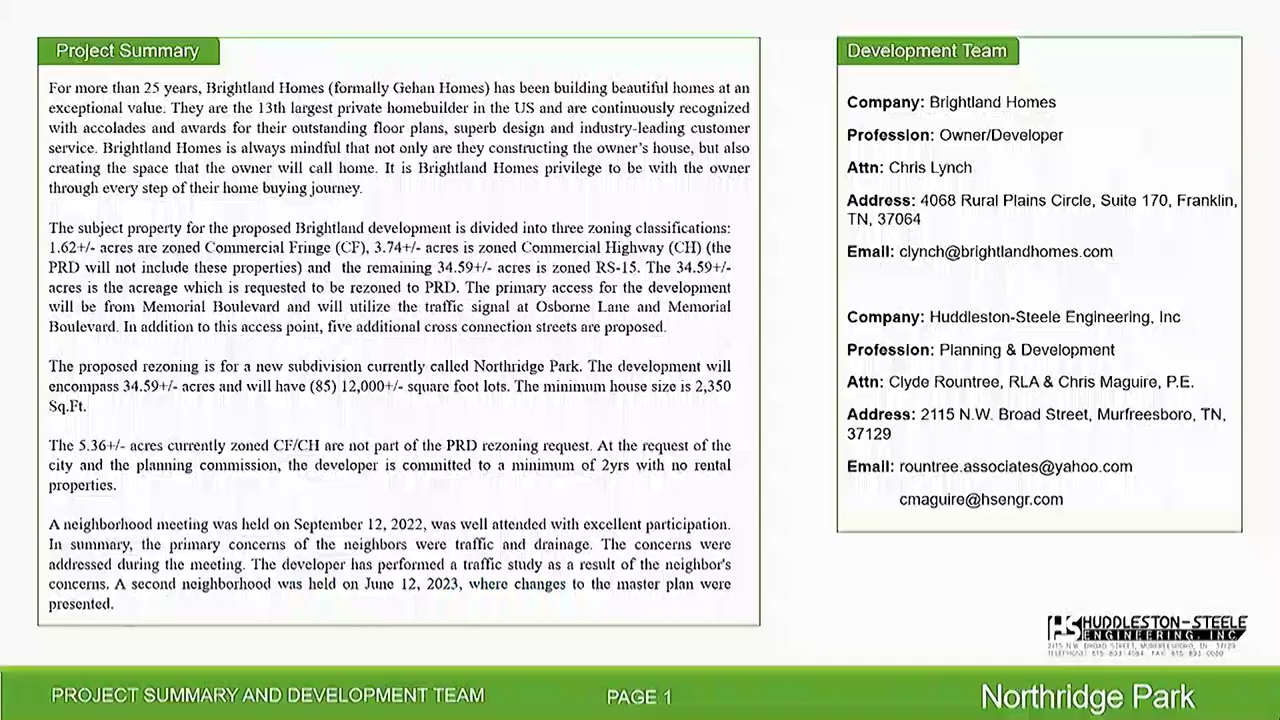 Project Summary
For more than 25 years, Brightland Homes (formally Gehan Homes) has been building beautiful homes at an
exceptional value. They are the 13th largest private homebuilder in the US and are continuously recognized
with accolades and awards for their outstanding floor plans, superb design and industry-leading customer
service. Brightland Homes is always mindful that not only are they constructing the owner's house, but also
creating the space that the owner will call home. It is Brightland Homes privilege to be with the owner
through every step of their home buying journey.
The subject property for the proposed Brightland development is divided into three zoning classifications:
1.62+/- acres are zoned Commercial Fringe (CF), 3.74+/- acres is zoned Commercial Highway (CH) (the
PRD will not include these properties) and the remaining 34.59+/- acres is zoned RS-15. The 34.59+/-
acres is the acreage which is requested to be rezoned to PRD. The primary access for the development
will be from Memorial Boulevard and will utilize the traffic signal at Osborne Lane and Memorial
Boulevard. In addition to this access point, five additional cross connection streets are proposed.
The proposed rezoning is for a new subdivision currently called Northridge Park. The development will
encompass 34.59+/- acres and will have (85) 12,000+/- square foot lots. The minimum house size is 2,350
Sq.Ft.
The 5.36+/- acres currently zoned CF/CH are not part of the PRD rezoning request. At the request of the
city and the planning commission, the developer is committed to a minimum of 2yrs with no rental
properties.
A neighborhood meeting was held on September 12, 2022, was well attended with excellent participation.
In summary, the primary concerns of the neighbors were traffic and drainage. The concerns were
addressed during the meeting. The developer has performed a traffic study as a result of the neighbor's
concerns. A second neighborhood was held on June 12, 2023, where changes to the master plan were
presented.
Development Team
Company: Brightland Homes
Profession: Owner/Developer
Attn: Chris Lynch
Address: 4068 Rural Plains Circle, Suite 170, Franklin,
TN, 37064
Email: clynch@brightlandhomes.com
Company: Huddleston-Steele Engineering, Inc
Profession: Planning & Development
Attn: Clyde Rountree, RLA & Chris Maguire, P.E.
Address: 2115 N.W. Broad Street, Murfreesboro, TN,
37129
Email: rountree.associates@yahoo.com
cmaguire@hsengr.com
HS HUDDLESTON-STEELE
ENGINEERING, INC.
2115 N.W. BROAD STREET, MURFREESBORO, TN 37129
PROJECT SUMMARY AND DEVELOPMENT TEAM
PAGE 1
Northridge Park